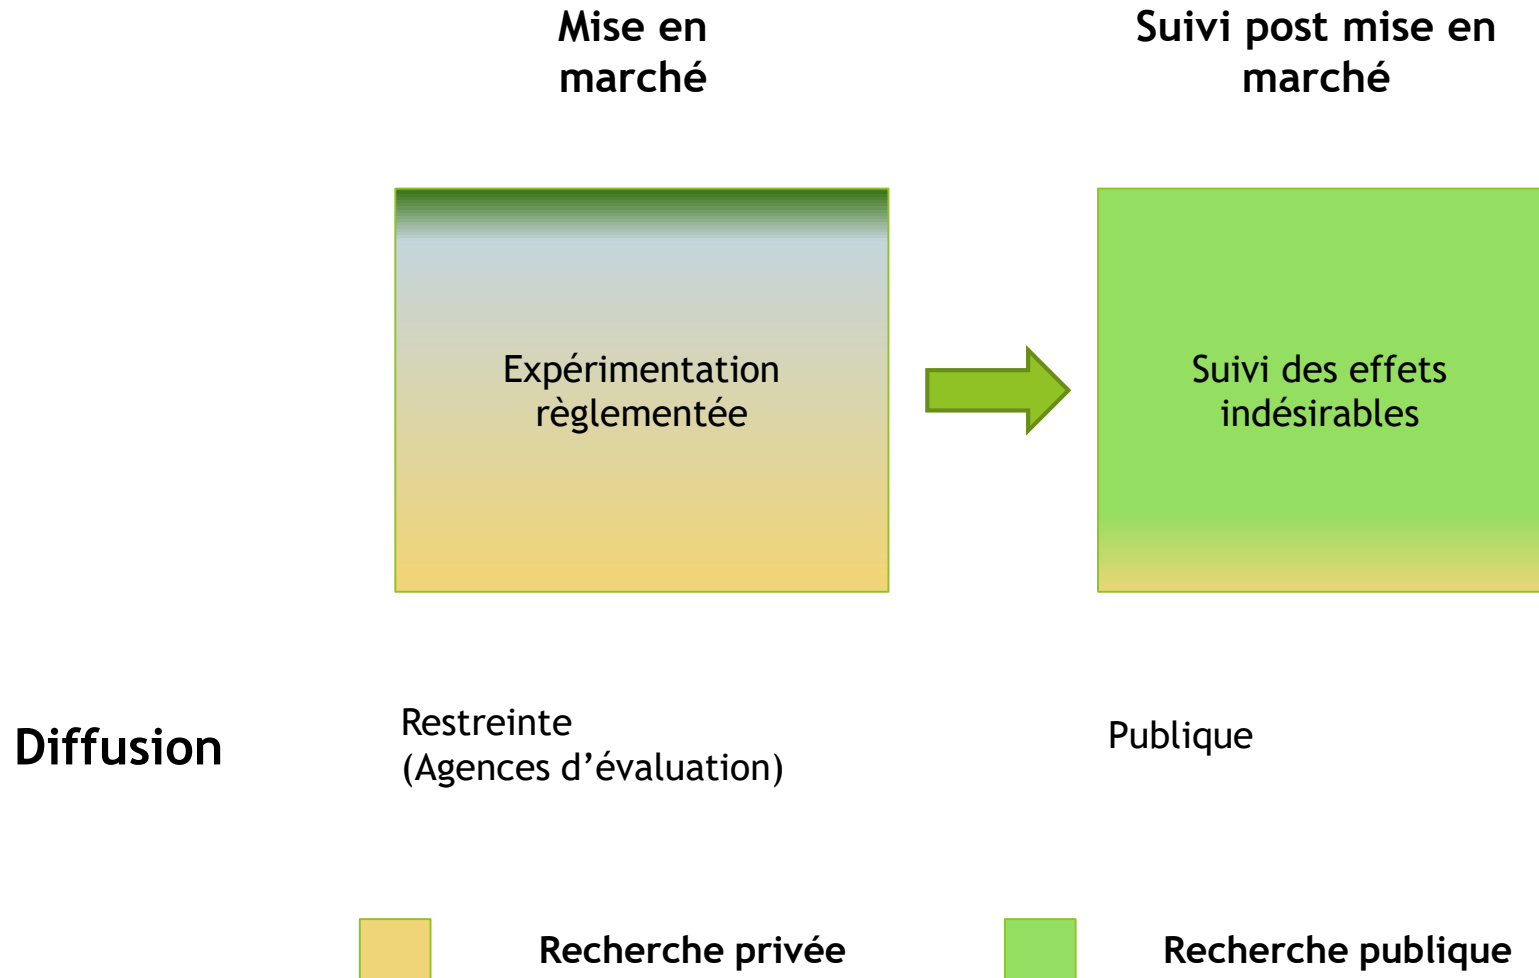 Mise en
marché
Suivi post mise en
marché
Expérimentation
règlementée
Suivi des effets
indésirables
Diffusion
Restreinte
(Agences d’évaluation)
Publique
Recherche privée
Recherche publique